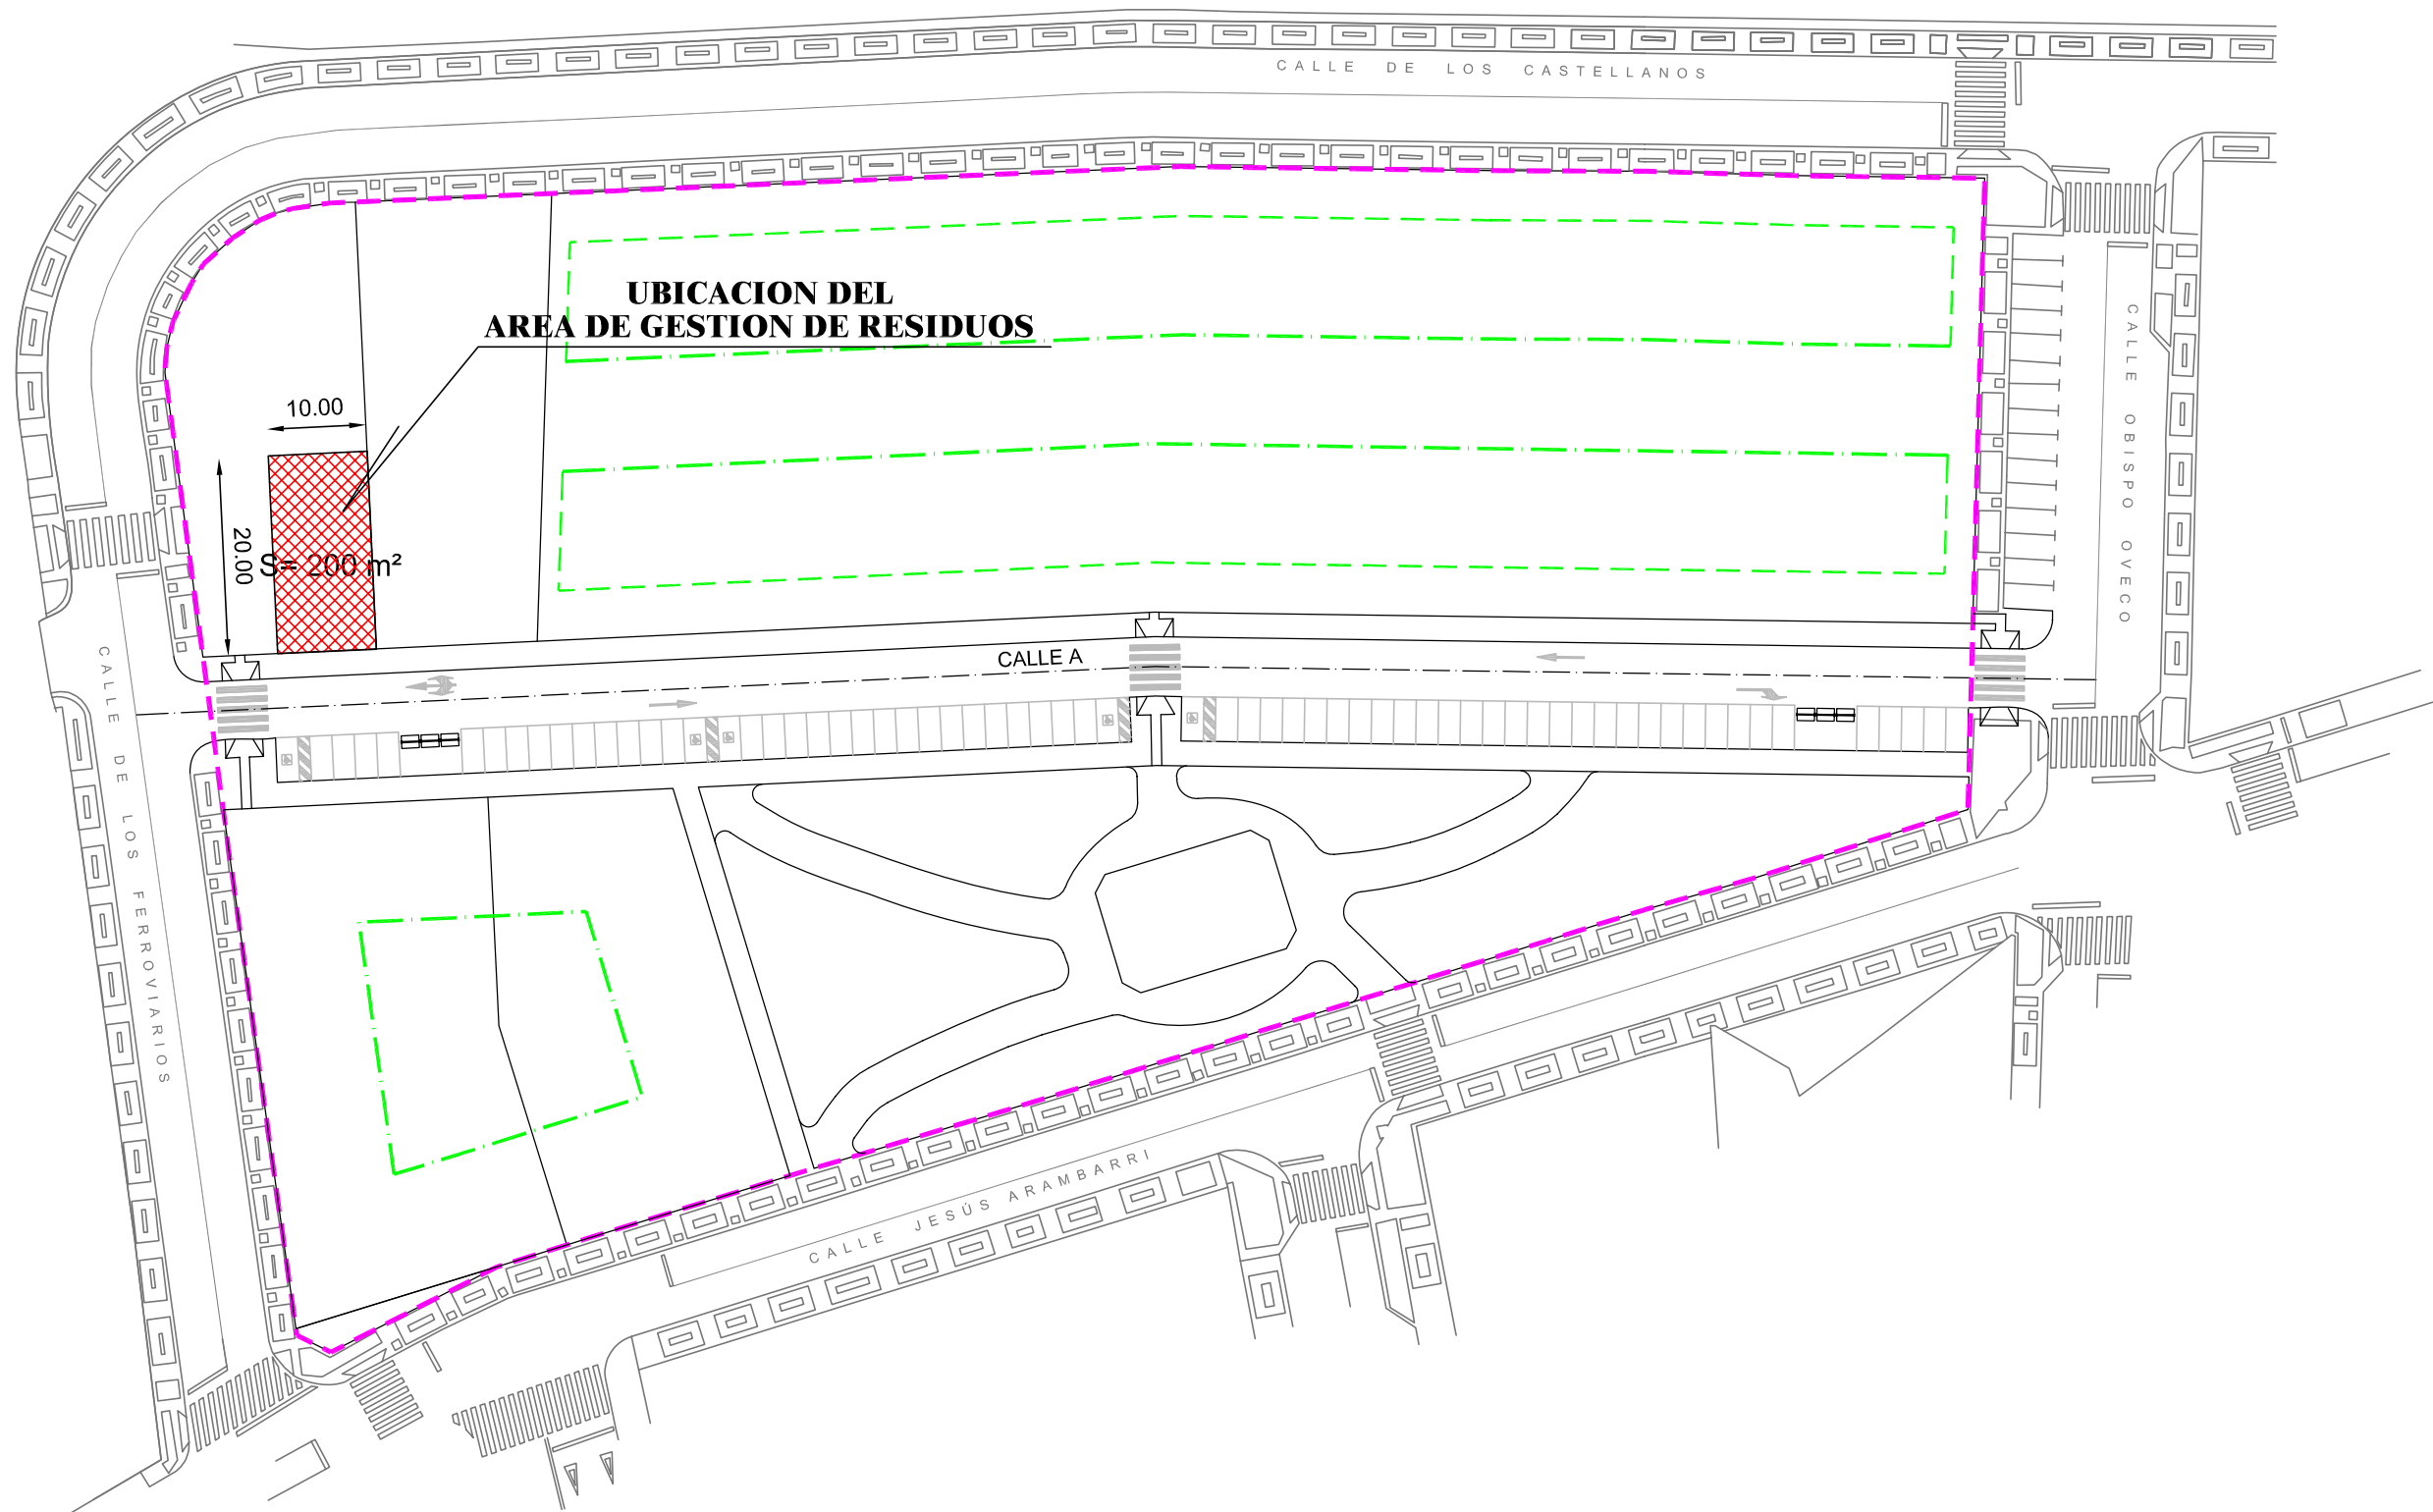 CALLE DE LOS CASTELLANOS
UBICACION DEL
AREA DE GESTION DE RESIDUOS
10.00
20.00
S= 200 m²
CALLE OBISPO OVECO
CALLE A
CALLE DE LOS FERROVIARIOS
CALLE JESÚS ARAMBARRI